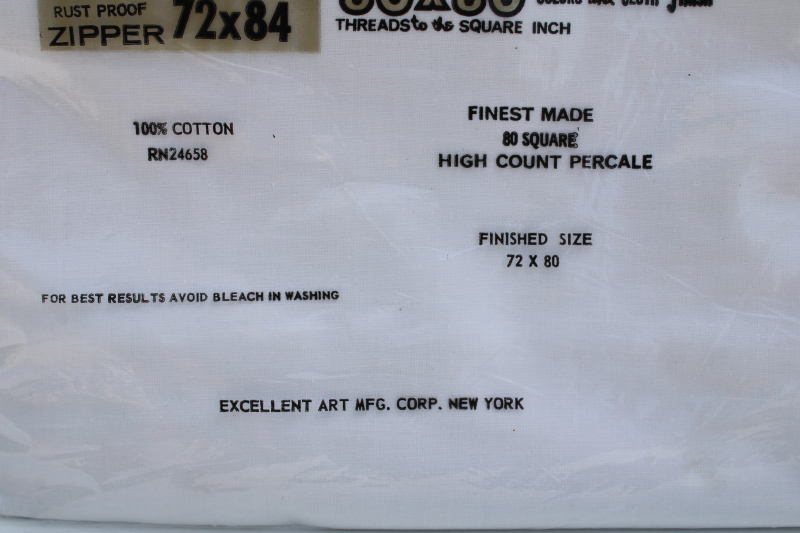 RUST PROOF
ZIPPER 72x84
80x80
THREADS to the SQUARE INCH
100% COTTON
RN24658
FINEST MADE
80 SQUARE
HIGH COUNT PERCALE
FINISHED SIZE
72 X 80
FOR BEST RESULTS AVOID BLEACH IN WASHING
EXCELLENT ART MFG. CORP. NEW YORK